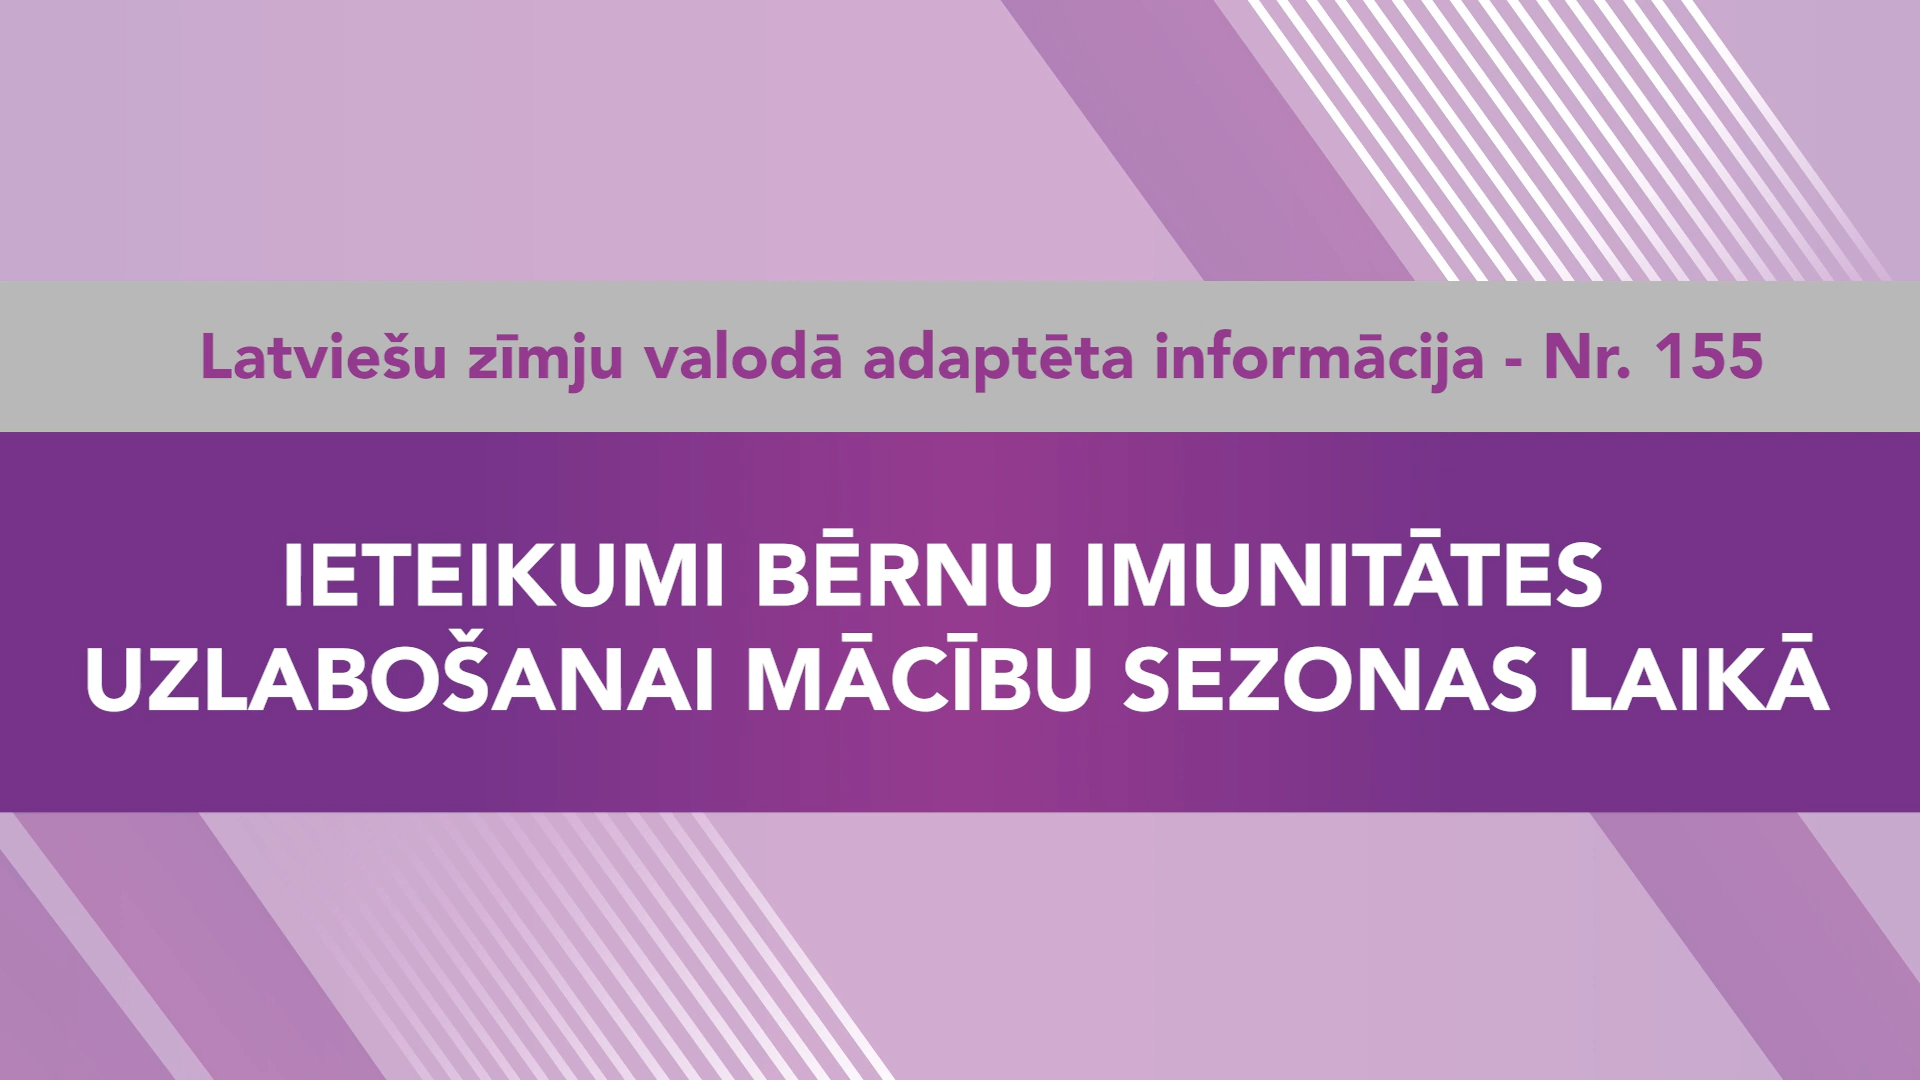 Latviešu zīmju valodā adaptēta informācija - Nr. 155
IETEIKUMI BĒRNU IMUNITĀTES
UZLABOŠANAI MĀCĪBU SEZONAS LAIKĀ